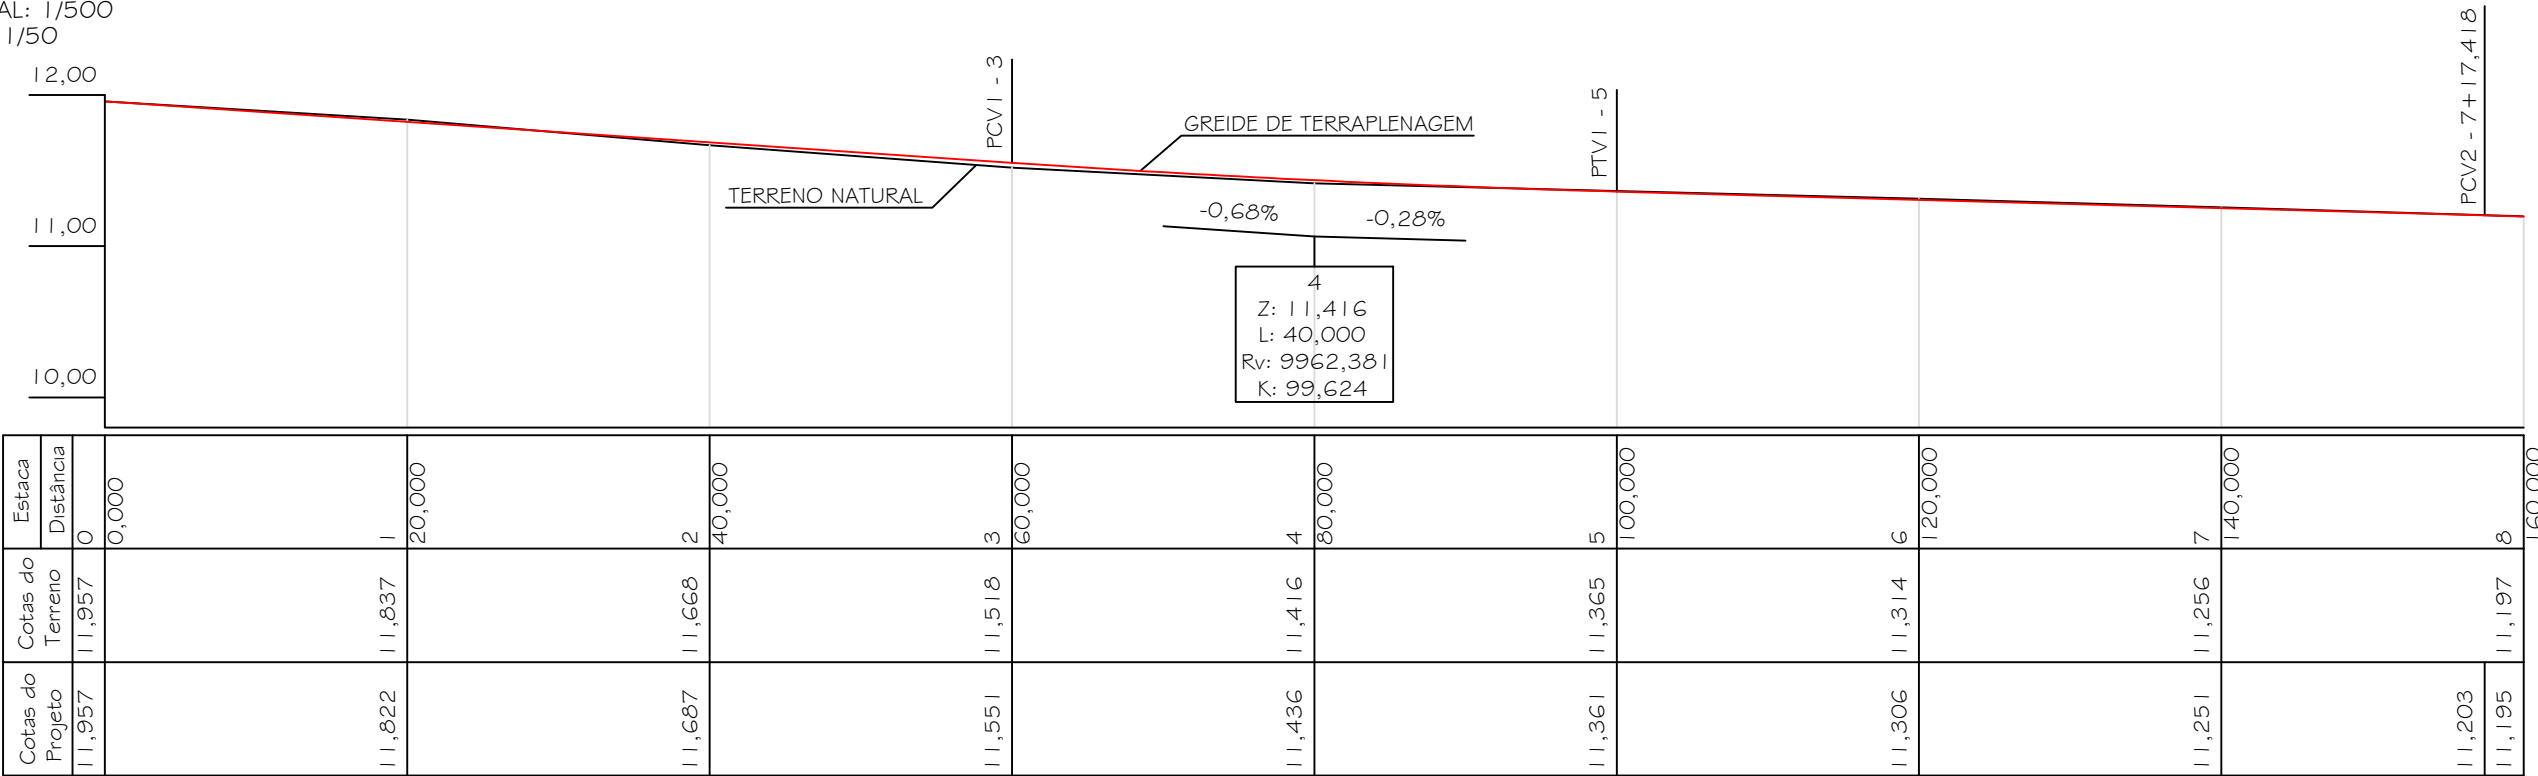 AL: 1/500
1/50
12,00
11,00
10,00
PCV1 - 3
GREIDE DE TERRAPLENAGEM
TERRENO NATURAL
PTV1 - 5
PCV2 - 7+17,418
-0,68%
-0,28%
4
Z: 11,416
L: 40,000
Rv: 9962,381
K: 99,624
Estaca
Distância
0
0,000
1
20,000
2
40,000
3
60,000
4
80,000
5
100,000
6
120,000
7
140,000
8
160,000
Cotas do
Terreno
11,957
11,837
11,668
11,518
11,416
11,365
11,314
11,256
11,197
Cotas do
Projeto
11,957
11,822
11,687
11,551
11,436
11,361
11,306
11,251
11,203
11,195